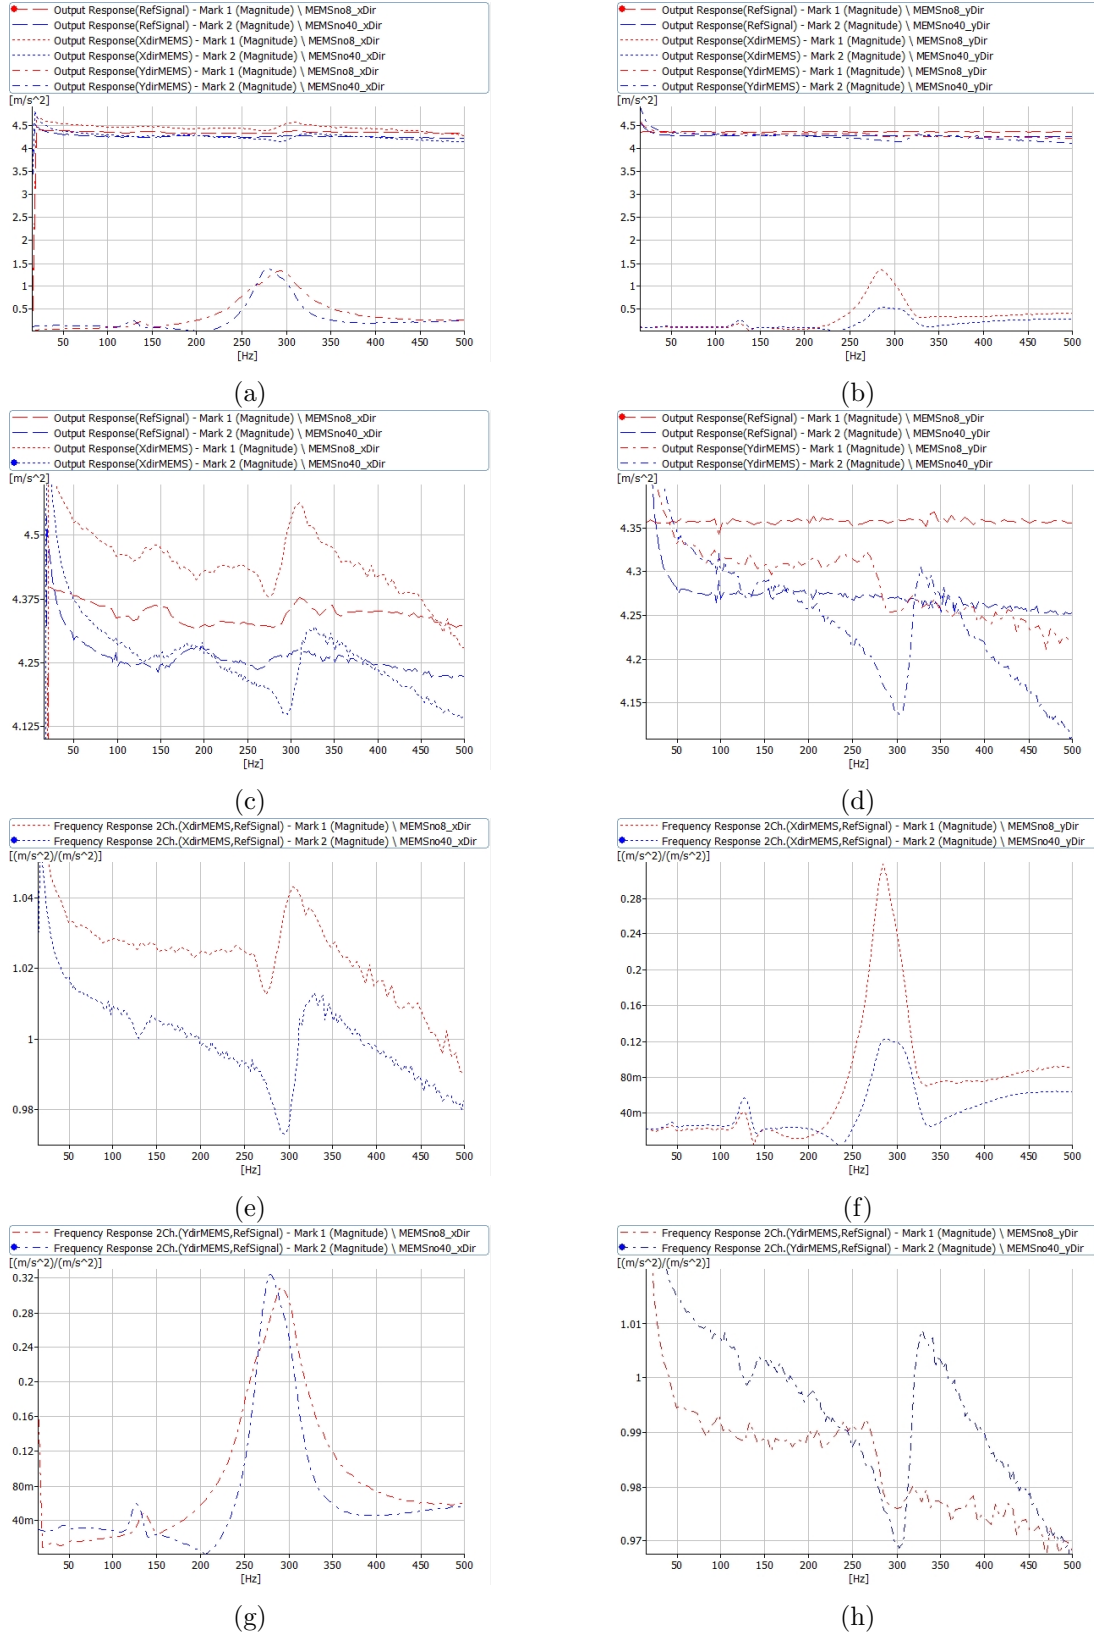 Output Response(RefSignal) - Mark 1 (Magnitude) \ MEMSno8_xDir
Output Response(RefSignal) - Mark 2 (Magnitude) \ MEMSno40_xDir
Output Response(XdirMEMS) - Mark 1 (Magnitude) \ MEMSno8_xDir
Output Response(XdirMEMS) - Mark 2 (Magnitude) \ MEMSno40_xDir
Output Response(YdirMEMS) - Mark 1 (Magnitude) \ MEMSno8_xDir
Output Response(YdirMEMS) - Mark 2 (Magnitude) \ MEMSno40_xDir
[m/s^2]
4.5
4
3.5
3
2.5
2
1.5
1
0.5
50 100 150 200 250 300 350 400 450 500
[Hz]
(a)
Output Response(RefSignal) - Mark 1 (Magnitude) \ MEMSno8_yDir
Output Response(RefSignal) - Mark 2 (Magnitude) \ MEMSno40_yDir
Output Response(XdirMEMS) - Mark 1 (Magnitude) \ MEMSno8_yDir
Output Response(XdirMEMS) - Mark 2 (Magnitude) \ MEMSno40_yDir
Output Response(YdirMEMS) - Mark 1 (Magnitude) \ MEMSno8_yDir
Output Response(YdirMEMS) - Mark 2 (Magnitude) \ MEMSno40_yDir
[m/s^2]
4.5
4
3.5
3
2.5
2
1.5
1
0.5
50 100 150 200 250 300 350 400 450 500
[Hz]
(b)
Output Response(RefSignal) - Mark 1 (Magnitude) \ MEMSno8_xDir
Output Response(RefSignal) - Mark 2 (Magnitude) \ MEMSno40_xDir
Output Response(XdirMEMS) - Mark 1 (Magnitude) \ MEMSno8_xDir
Output Response(XdirMEMS) - Mark 2 (Magnitude) \ MEMSno40_xDir
[m/s^2]
4.5
4.375
4.25
4.125
50 100 150 200 250 300 350 400 450 500
[Hz]
(c)
Output Response(RefSignal) - Mark 1 (Magnitude) \ MEMSno8_yDir
Output Response(RefSignal) - Mark 2 (Magnitude) \ MEMSno40_yDir
Output Response(YdirMEMS) - Mark 1 (Magnitude) \ MEMSno8_yDir
Output Response(YdirMEMS) - Mark 2 (Magnitude) \ MEMSno40_yDir
[m/s^2]
4.35
4.3
4.25
4.2
4.15
50 100 150 200 250 300 350 400 450 500
[Hz]
(d)
Frequency Response 2Ch.(XdirMEMS,RefSignal) - Mark 1 (Magnitude) \ MEMSno8_xDir
Frequency Response 2Ch.(XdirMEMS,RefSignal) - Mark 2 (Magnitude) \ MEMSno40_xDir
[(m/s^2)/(m/s^2)]
1.04
1.02
1
0.98
50 100 150 200 250 300 350 400 450 500
[Hz]
(e)
Frequency Response 2Ch.(XdirMEMS,RefSignal) - Mark 1 (Magnitude) \ MEMSno8_yDir
Frequency Response 2Ch.(XdirMEMS,RefSignal) - Mark 2 (Magnitude) \ MEMSno40_yDir
[(m/s^2)/(m/s^2)]
0.28
0.24
0.2
0.16
0.12
80m
40m
50 100 150 200 250 300 350 400 450 500
[Hz]
(f)
Frequency Response 2Ch.(YdirMEMS,RefSignal) - Mark 1 (Magnitude) \ MEMSno8_xDir
Frequency Response 2Ch.(YdirMEMS,RefSignal) - Mark 2 (Magnitude) \ MEMSno40_xDir
[(m/s^2)/(m/s^2)]
0.32
0.28
0.24
0.2
0.16
0.12
80m
40m
50 100 150 200 250 300 350 400 450 500
[Hz]
(g)
Frequency Response 2Ch.(YdirMEMS,RefSignal) - Mark 1 (Magnitude) \ MEMSno8_yDir
Frequency Response 2Ch.(YdirMEMS,RefSignal) - Mark 2 (Magnitude) \ MEMSno40_yDir
[(m/s^2)/(m/s^2)]
1.01
1
0.99
0.98
0.97
50 100 150 200 250 300 350 400 450 500
[Hz]
(h)